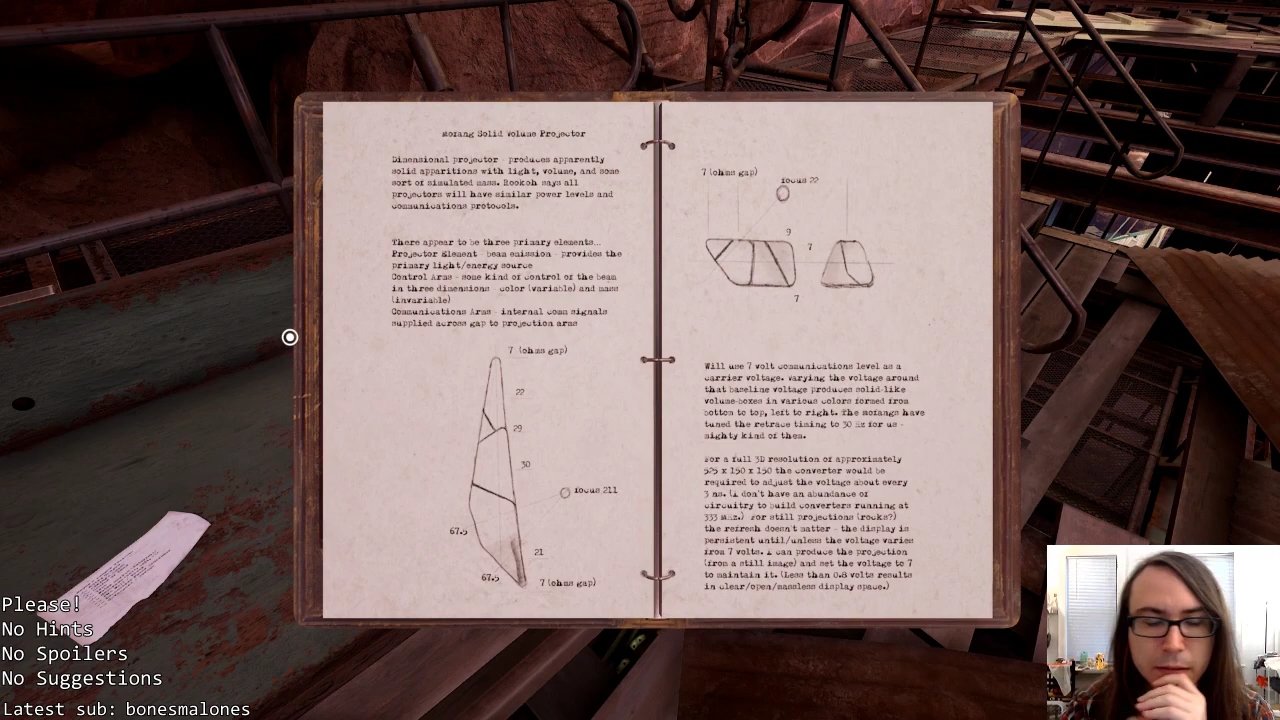 Morang Solid Volume Projector
Dimensional projector - produces apparently
solid apparitions with light, volume, and some
sort of simulated mass. Rookoh says all
projectors will have similar power levels and
communications protocols.
There appear to be three primary elements...
Projector Element - beam emission - provides the
primary light/energy source
Control Arms - some kind of control of the beam
in three dimensions - color (variable) and mass
(invariable)
Communications Arms - internal comm signals
supplied across gap to projection arms
7 (ohms gap)
22
29
30
focus 211
67.5
21
67.5
7 (ohms gap)
7 (ohms gap)
focus 22
9
7
7
Will use 7 volt communications level as a
carrier voltage. Varying the voltage around
that baseline voltage produces solid-like
volume-boxes in various colors formed from
bottom to top, left to right. The Mofangs have
tuned the retrace timing to 30 Hz for us -
mighty kind of them.
For a full 3D resolution of approximately
525 x 150 x 150 the converter would be
required to adjust the voltage about every
3 ns. (I don't have an abundance of
circuitry to build converters running at
333 MHz.) For still projections (rocks?)
the refresh doesn't matter - the display is
persistent until/unless the voltage varies
from 7 volts. I can produce the projection
(from a still image) and set the voltage to 7
to maintain it. (Less than 0.8 volts results
in clear/open/massless display space.)
Please!
No Hints
No Spoilers
No Suggestions
Latest sub: bonesmalones